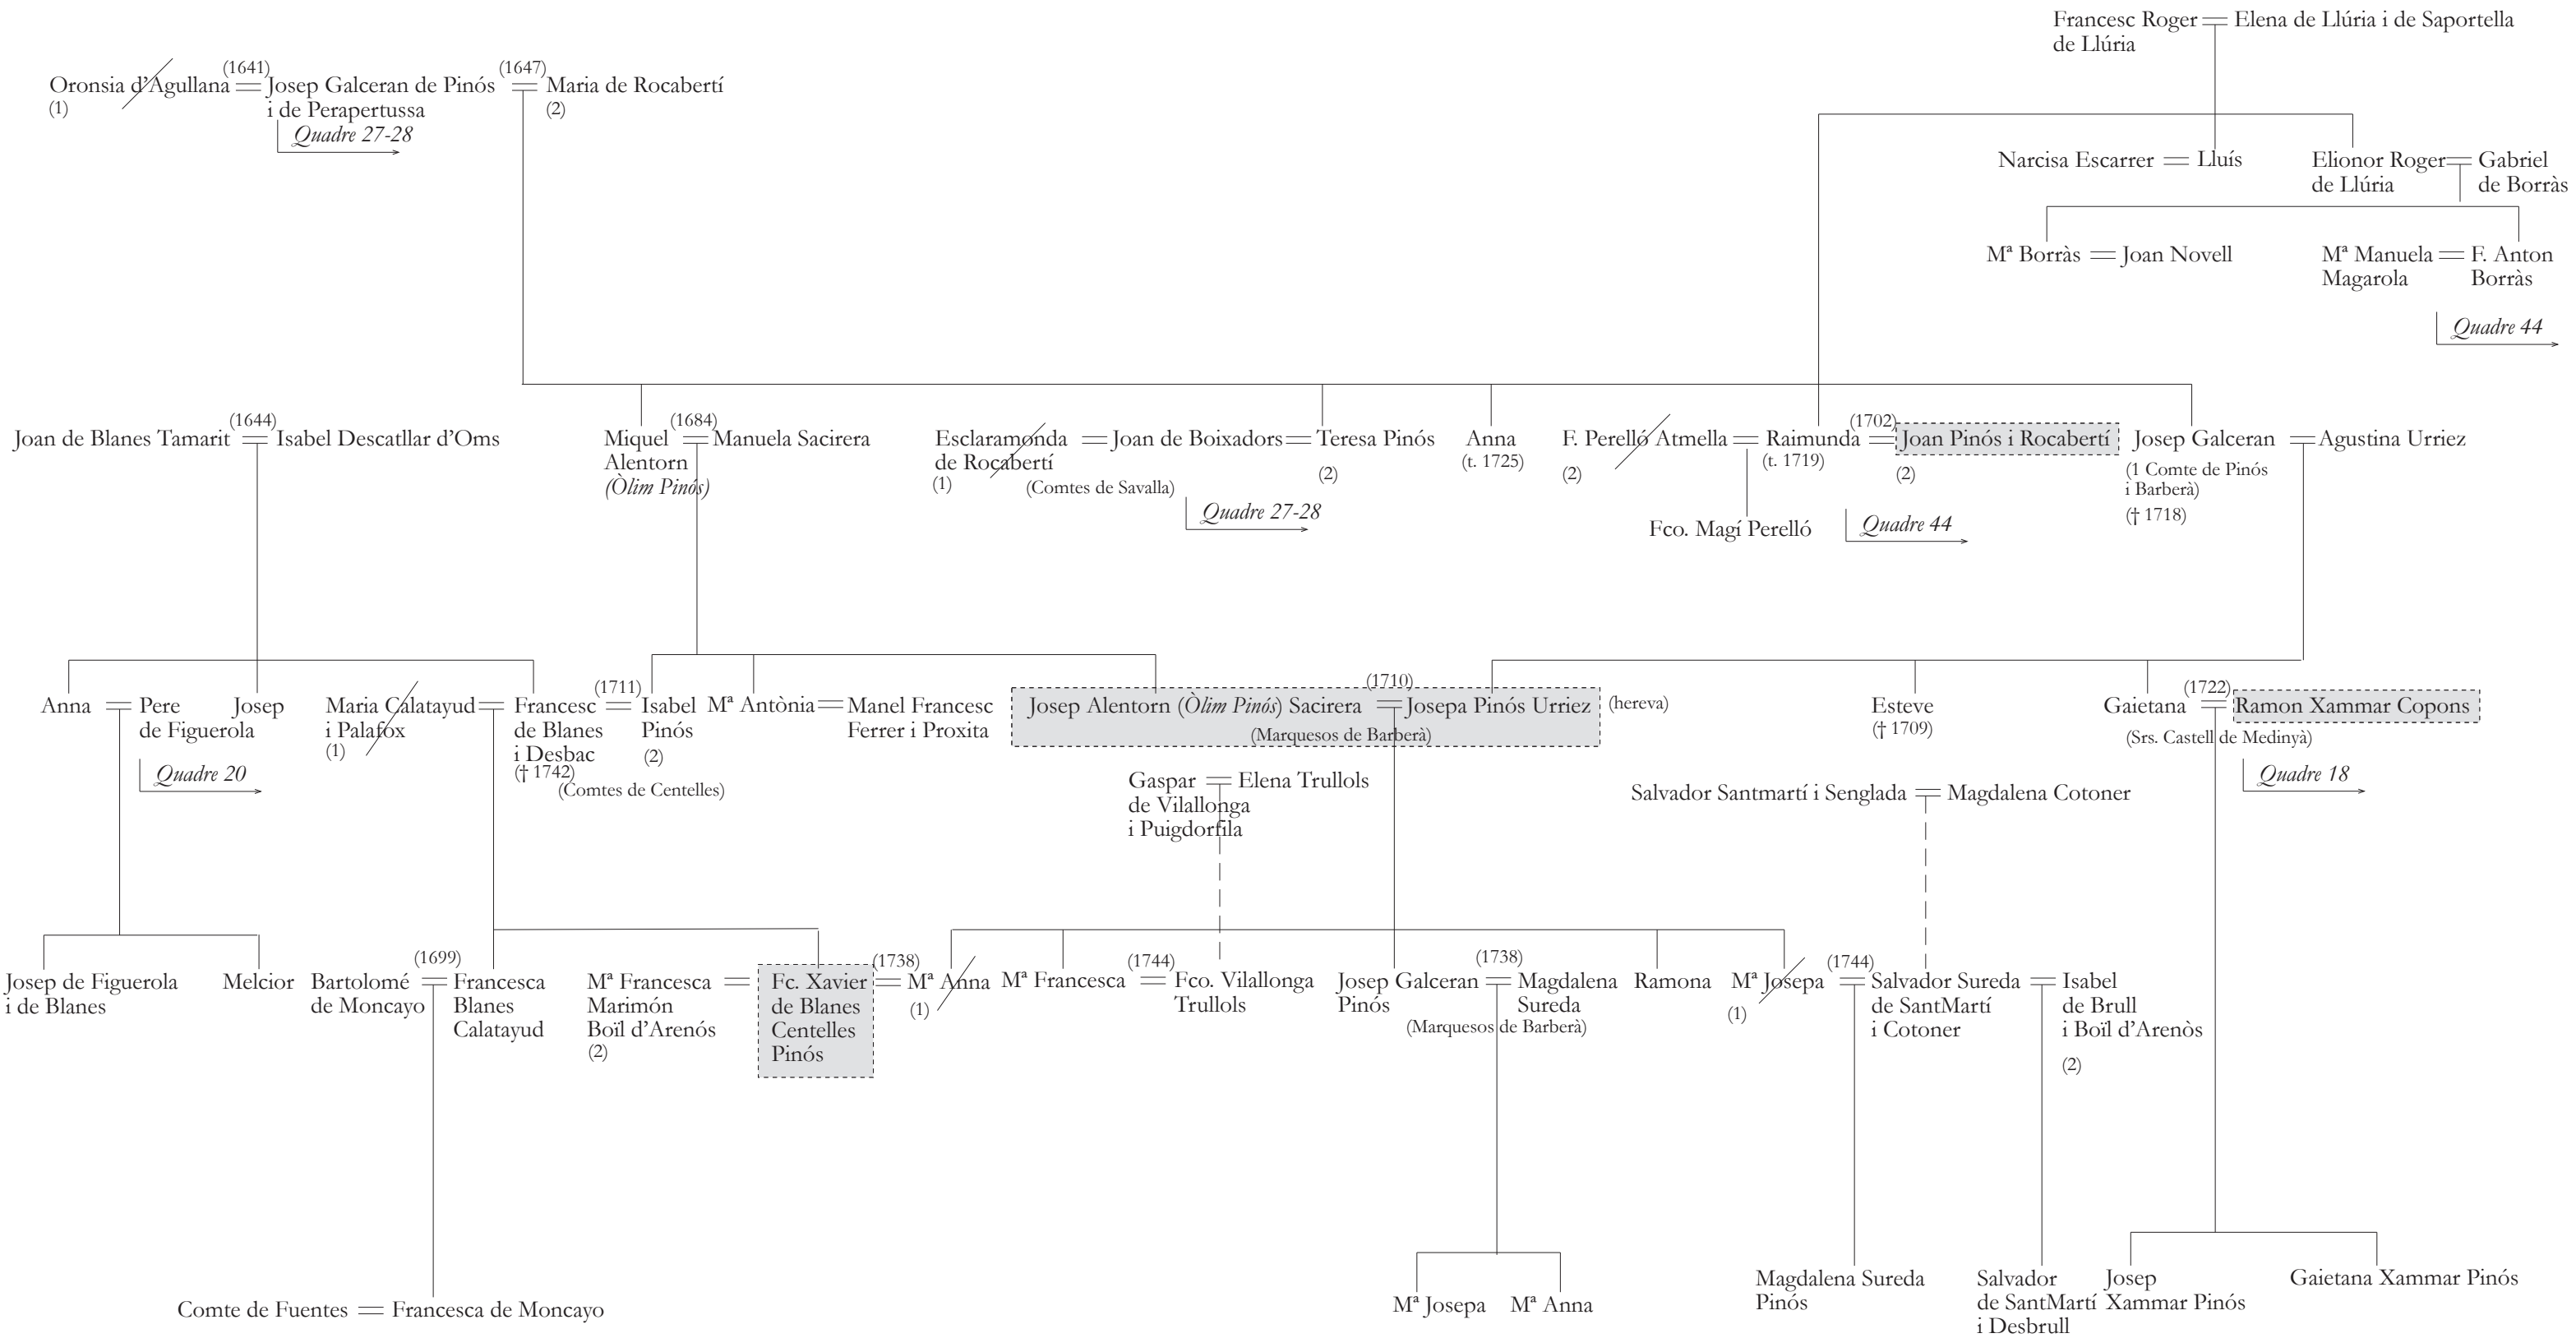 Francesc Roger
de Llúria
Elena de Llúria i de Saportella
Oronsia d'Agullana
(1)
(1641)
Josep Galceran de Pinós
i de Perapertussa
Quadre 27-28
(1647)
Maria de Rocabertí
(2)
Narcisa Escarrer
Lluís
Elionor Roger
de Llúria
Gabriel
de Borràs
Mª Borràs
Joan Novell
Mª Manuela
Magarola
F. Anton
Borràs
Quadre 44
Joan de Blanes Tamarit
(1644)
Isabel Descatllar d'Oms
Miquel
Alentorn
(Òlim Pinós)
(1684)
Manuela Sacirera
Esclaramonda
de Rocabertí
(1)
Joan de Boixadors
(Comtes de Savalla)
Teresa Pinós
(2)
Quadre 27-28
Anna
(t. 1725)
F. Perelló Atmella
(2)
Raimunda
(t. 1719)
(1702)
Joan Pinós i Rocabertí
(2)
Fco. Magí Perelló
Quadre 44
Josep Galceran
(1 Comte de Pinós
i Barberà)
(† 1718)
Agustina Urriez
Anna
Pere
de Figuerola
Quadre 20
Josep
Maria Calatayud
i Palafox
(1)
Francesc
de Blanes
i Desbac
(† 1742)
(Comtes de Centelles)
(1711)
Isabel
Pinós
(2)
Mª Antònia
Manel Francesc
Ferrer i Proxita
Josep Alentorn (Òlim Pinós) Sacirera
(1710)
Josepa Pinós Urriez
(hereva)
(Marquesos de Barberà)
Esteve
(† 1709)
Gaietana
(1722)
Ramon Xammar Copons
(Srs. Castell de Medinyà)
Quadre 18
Gaspar
de Vilallonga
i Puigdorfila
Elena Trullols
Salvador Santmartí i Senglada
Magdalena Cotoner
Josep de Figuerola
i de Blanes
Melcior
Bartolomé
de Moncayo
(1699)
Francesca
Blanes
Calatayud
Mª Francesca
Marimón
Boïl d'Arenós
(2)
Fc. Xavier
de Blanes
Centelles
Pinós
(1738)
Mª Anna
(1)
Mª Francesca
(1744)
Fco. Vilallonga
Trullols
Josep Galceran
Pinós
(1738)
Magdalena
Sureda
(Marquesos de Barberà)
Ramona
Mª Josepa
(1)
(1744)
Salvador Sureda
de SantMartí
i Cotoner
Isabel
de Brull
i Boïl d'Arenòs
(2)
Comte de Fuentes
Francesca de Moncayo
Mª Josepa
Mª Anna
Magdalena Sureda
Pinós
Salvador
de SantMartí
i Desbrull
Josep
Xammar Pinós
Gaietana Xammar Pinós